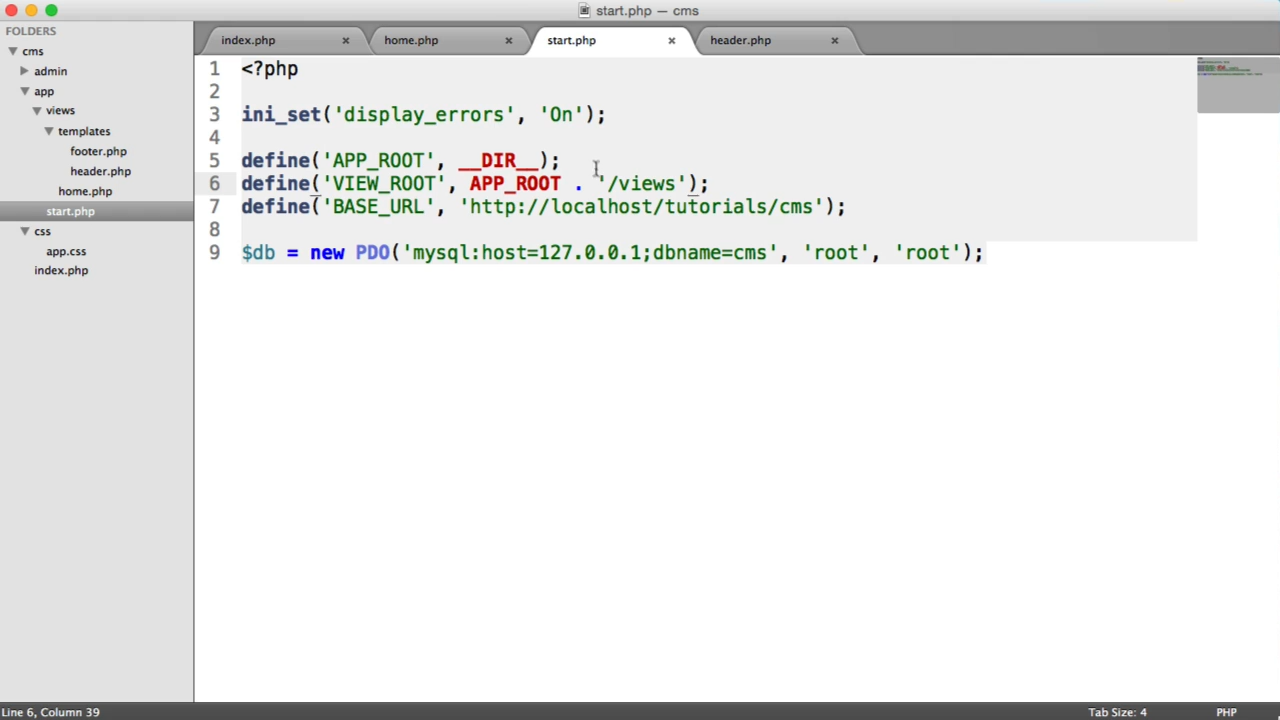 start.php — cms
FOLDERS
cms
admin
app
views
templates
footer.php
header.php
home.php
start.php
css
app.css
index.php
index.php × home.php × start.php × header.php ×
1 <?php
2
3 ini_set('display_errors', 'On');
4
5 define('APP_ROOT', __DIR__);
6 define('VIEW_ROOT', APP_ROOT . '/views');
7 define('BASE_URL', 'http://localhost/tutorials/cms');
8
9 $db = new PDO('mysql:host=127.0.0.1;dbname=cms', 'root', 'root');
Line 6, Column 39
Tab Size: 4
PHP